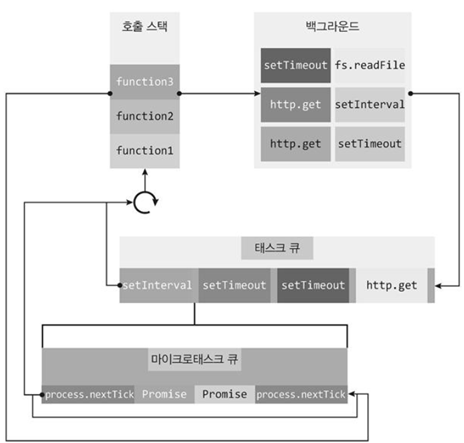 호출 스택
function3
function2
function1
백그라운드
setTimeout fs.readFile
http.get setInterval
http.get setTimeout
태스크 큐
setInterval setTimeout setTimeout http.get
마이크로태스크 큐
process.nextTick Promise Promise process.nextTick